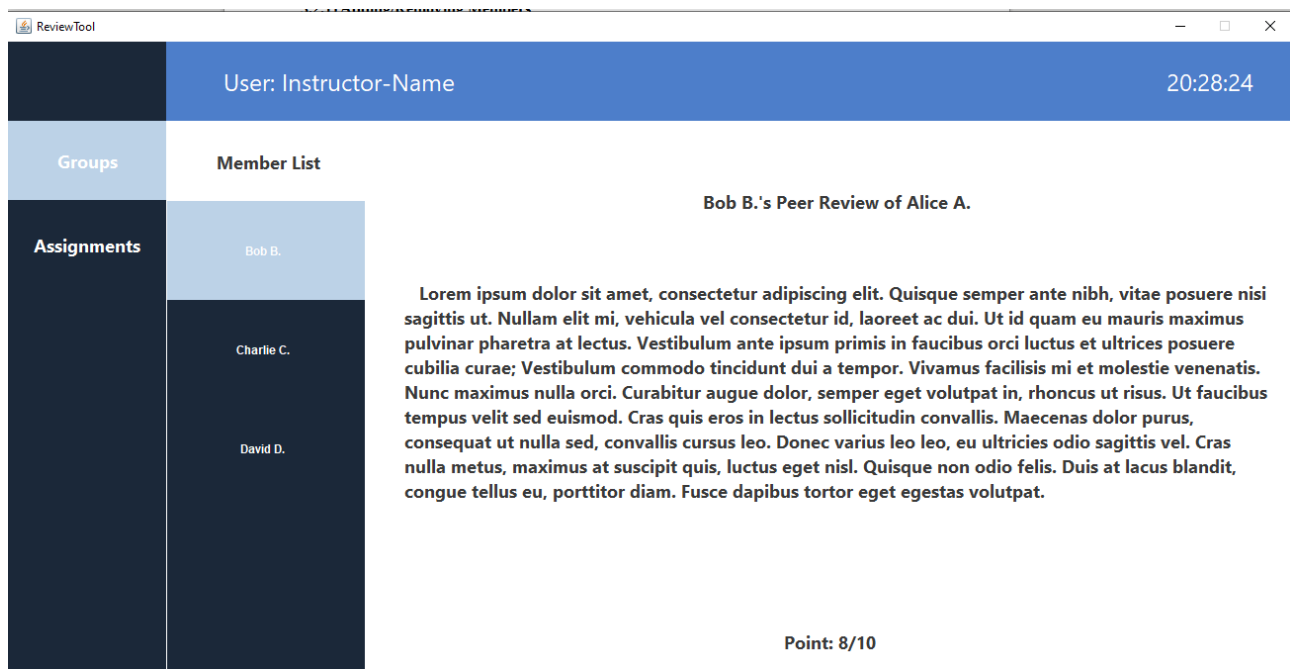 ReviewTool
User: Instructor-Name
20:28:24
Groups
Assignments
Member List
Bob B.
Charlie C.
David D.
Bob B.'s Peer Review of Alice A.
Lorem ipsum dolor sit amet, consectetur adipiscing elit. Quisque semper ante nibh, vitae posuere nisi
sagittis ut. Nullam elit mi, vehicula vel consectetur id, laoreet ac dui. Ut id quam eu mauris maximus
pulvinar pharetra at lectus. Vestibulum ante ipsum primis in faucibus orci luctus et ultrices posuere
cubilia curae; Vestibulum commodo tincidunt dui a tempor. Vivamus facilisis mi et molestie venenatis.
Nunc maximus nulla orci. Curabitur augue dolor, semper eget volutpat in, rhoncus ut risus. Ut faucibus
tempus velit sed euismod. Cras quis eros in lectus sollicitudin convallis. Maecenas dolor purus,
consequat ut nulla sed, convallis cursus leo. Donec varius leo leo, eu ultricies odio sagittis vel. Cras
nulla metus, maximus at suscipit quis, luctus eget nisl. Quisque non odio felis. Duis at lacus blandit,
congue tellus eu, porttitor diam. Fusce dapibus tortor eget egestas volutpat.
Point: 8/10